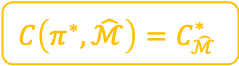 C(π*, 𝓜̂) = C*_𝓜̂